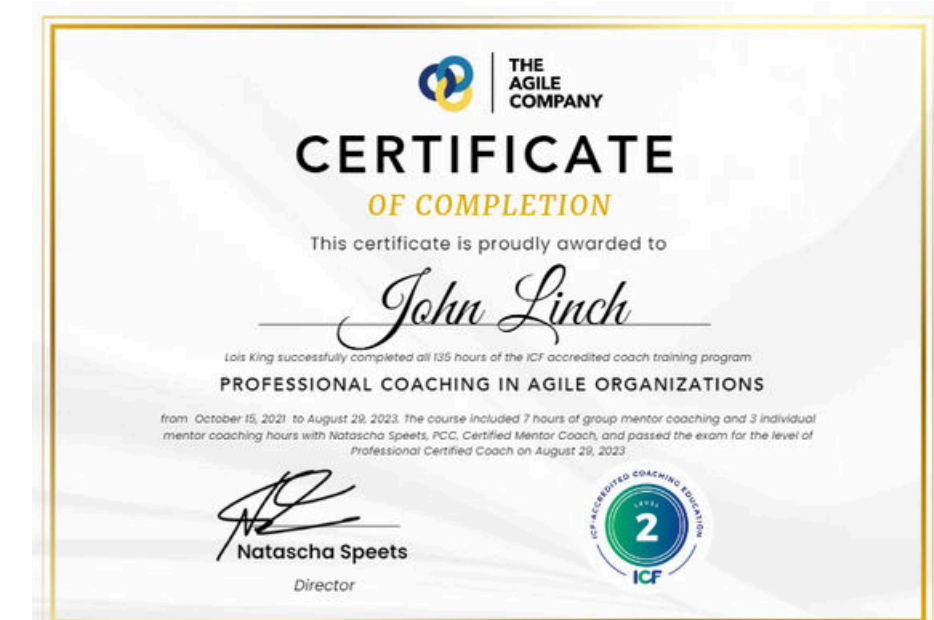 THE
AGILE
COMPANY
CERTIFICATE
OF COMPLETION
This certificate is proudly awarded to
John Linch
Lois King successfully completed all 135 hours of the ICF accredited coach training program
PROFESSIONAL COACHING IN AGILE ORGANIZATIONS
from October 15, 2021 to August 29, 2023. The course included 7 hours of group mentor coaching and 3 individual
mentor coaching hours with Natascha Speets, PCC, Certified Mentor Coach, and passed the exam for the level of
Professional Certified Coach on August 29, 2023
Natascha Speets
Director
ICF-ACCREDITED COACHING EDUCATION
LEVEL
2
ICF